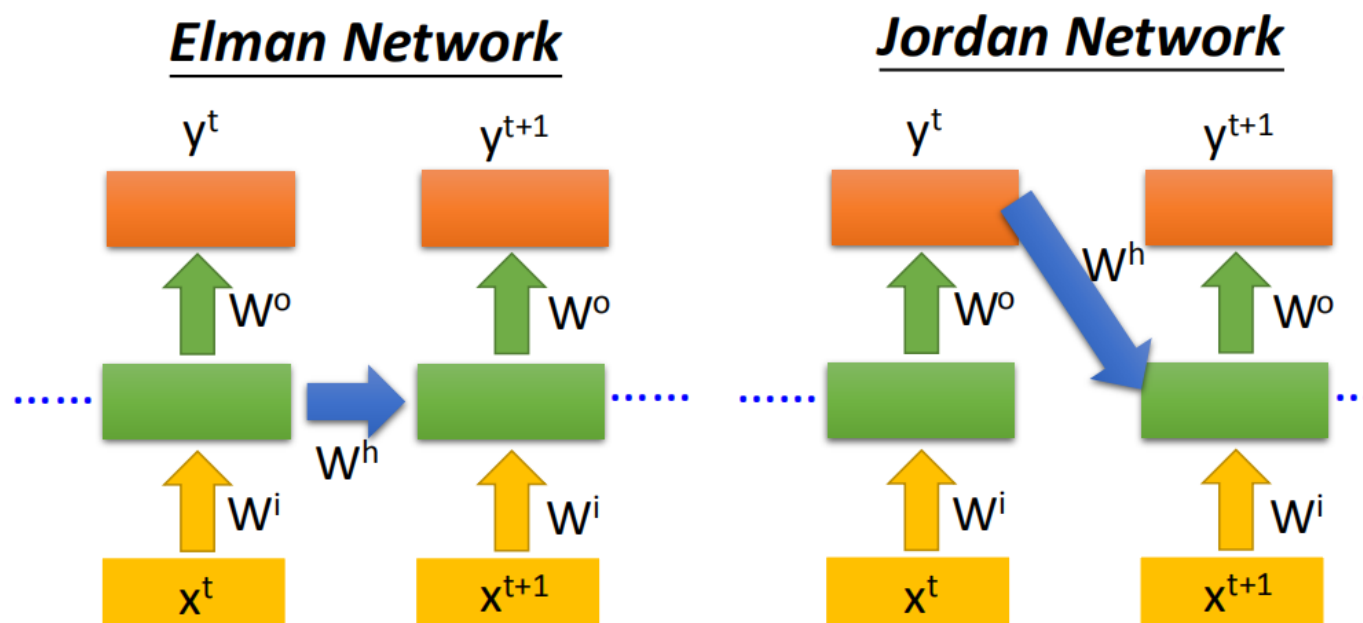 Elman Network
Jordan Network
y^t
y^{t+1}
y^t
y^{t+1}
W^h
W^o
W^o
W^o
W^o
……
……
……
..
W^h
W^i
W^i
W^i
W^i
x^t
x^{t+1}
x^t
x^{t+1}